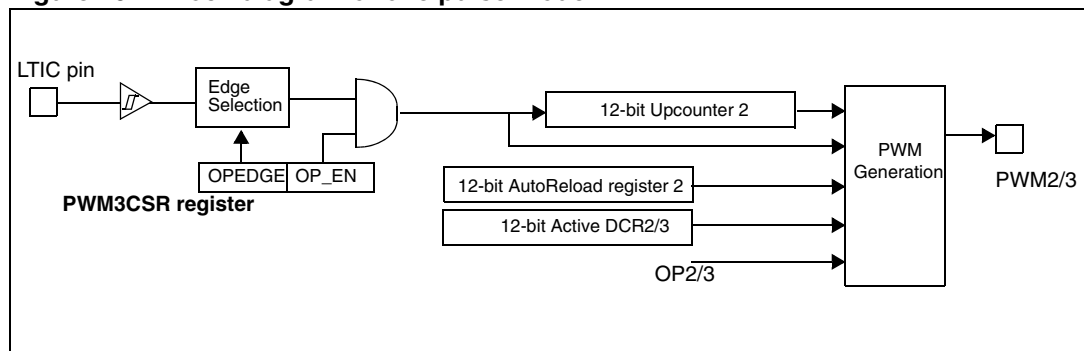 LTIC pin
Edge
Selection
12-bit Upcounter 2
OPEDGE
OP_EN
PWM3CSR register
12-bit AutoReload register 2
12-bit Active DCR2/3
OP2/3
PWM
Generation
PWM2/3